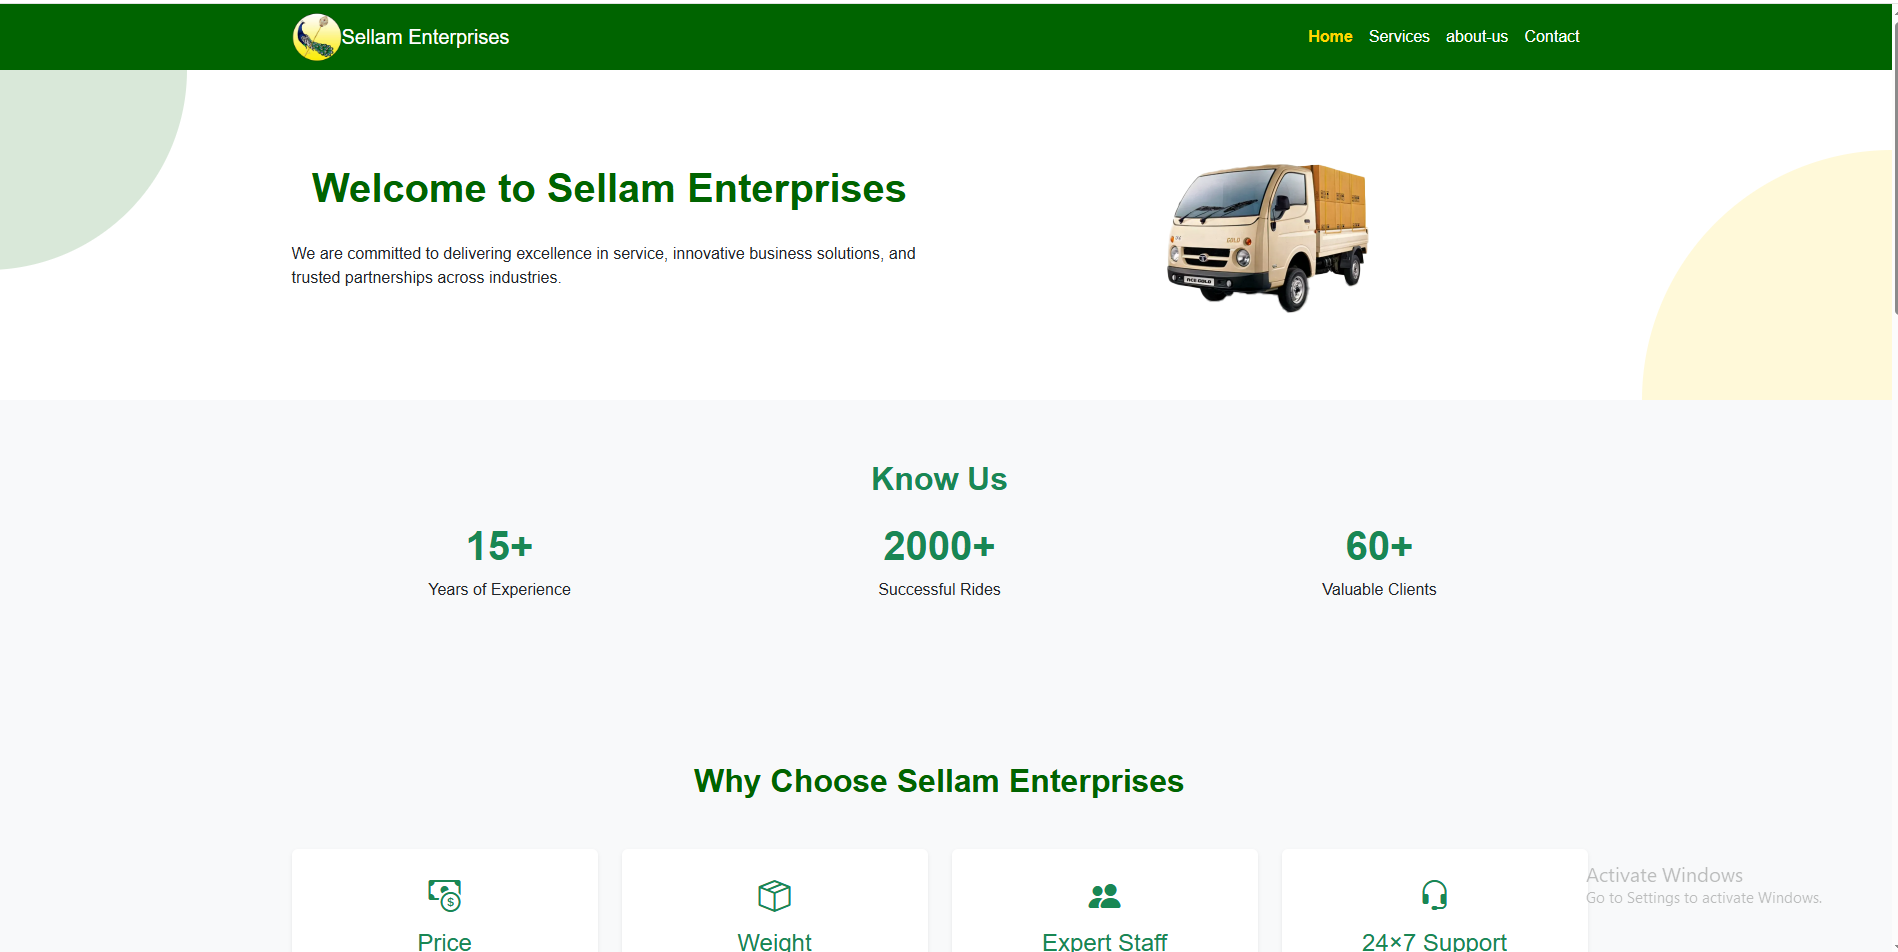 Sellam Enterprises
Home Services about-us Contact
Welcome to Sellam Enterprises
We are committed to delivering excellence in service, innovative business solutions, and
trusted partnerships across industries.
ACE GOLD
Know Us
15+ 2000+ 60+
Years of Experience Successful Rides Valuable Clients
Why Choose Sellam Enterprises
Activate Windows
Go to Settings to activate Windows.
Price Weight Expert Staff 24×7 Support